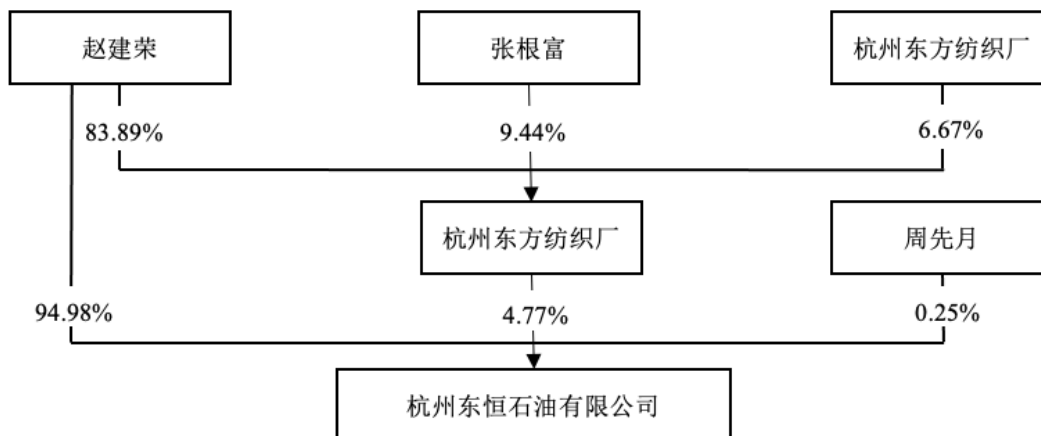 赵建荣
张根富
杭州东方纺织厂
83.89%
9.44%
6.67%
杭州东方纺织厂
周先月
94.98%
4.77%
0.25%
杭州东恒石油有限公司